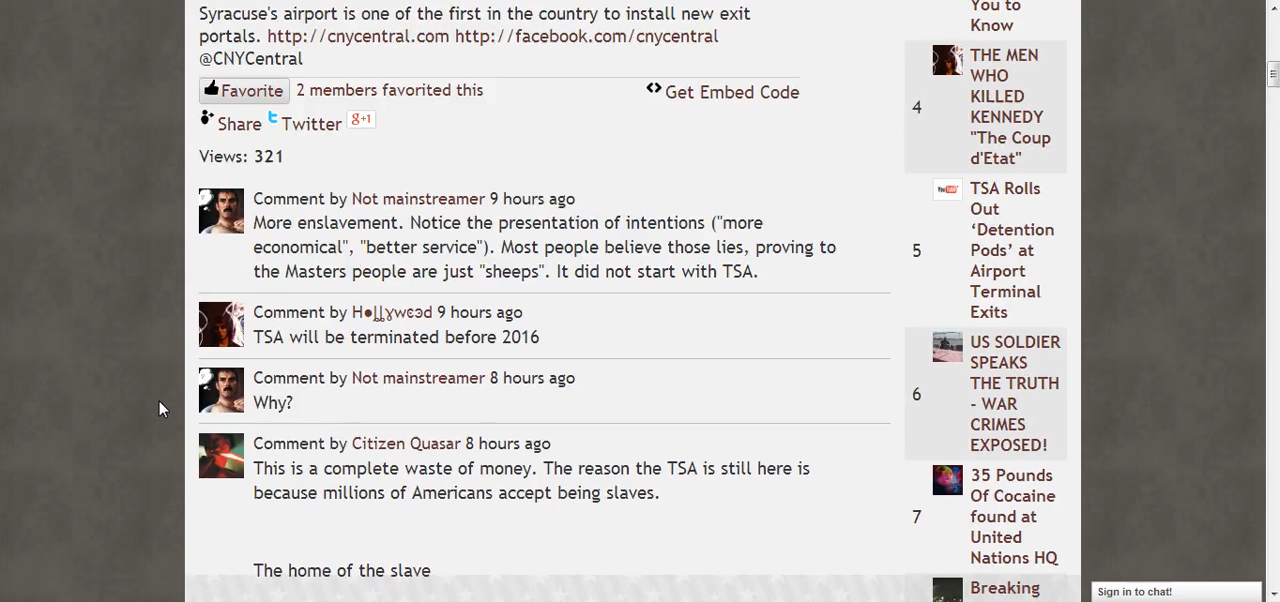 Syracuse's airport is one of the first in the country to install new exit
portals. http://cnycentral.com http://facebook.com/cnycentral
@CNYCentral
Favorite 2 members favorited this
Get Embed Code
Share Twitter g+1
Views: 321
Comment by Not mainstreamer 9 hours ago
More enslavement. Notice the presentation of intentions ("more
economical", "better service"). Most people believe those lies, proving to
the Masters people are just "sheeps". It did not start with TSA.
Comment by H●ʆʆɣwєɔd 9 hours ago
TSA will be terminated before 2016
Comment by Not mainstreamer 8 hours ago
Why?
Comment by Citizen Quasar 8 hours ago
This is a complete waste of money. The reason the TSA is still here is
because millions of Americans accept being slaves.
The home of the slave
You to
Know
4
THE MEN
WHO
KILLED
KENNEDY
"The Coup
d'Etat"
5
YouTube
TSA Rolls
Out
‘Detention
Pods’ at
Airport
Terminal
Exits
6
US SOLDIER
SPEAKS
THE TRUTH
- WAR
CRIMES
EXPOSED!
7
35 Pounds
Of Cocaine
found at
United
Nations HQ
Breaking
Sign in to chat!